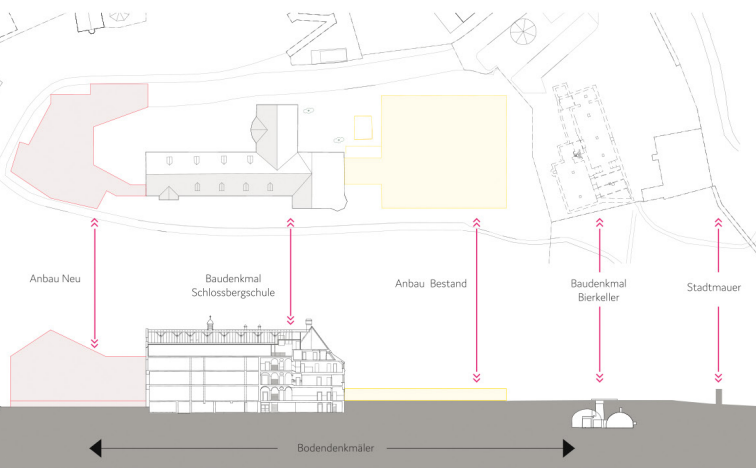 Anbau Neu
Baudenkmal
Schlossbergschule
Anbau Bestand
Baudenkmal
Bierkeller
Stadtmauer
Bodendenkmäler